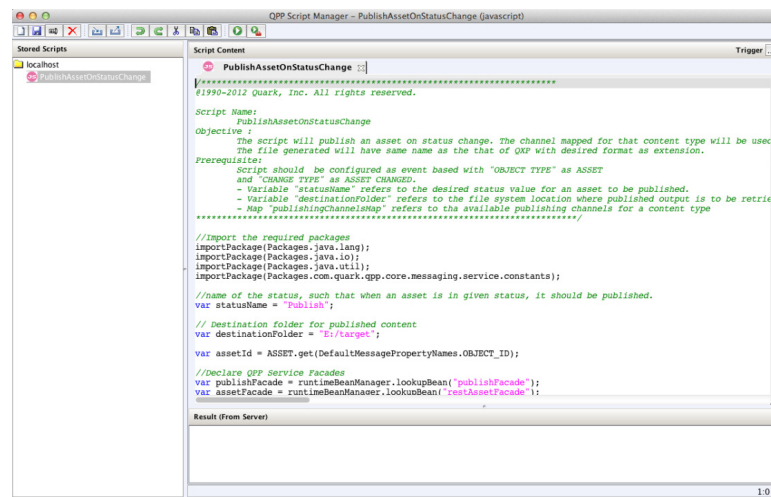 QPP Script Manager – PublishAssetOnStatusChange (javascript)
Stored Scripts
localhost
PublishAssetOnStatusChange
Script Content
Trigger
PublishAssetOnStatusChange
/*********************************************************************
@1990-2012 Quark, Inc. All rights reserved.
Script Name:
PublishAssetOnStatusChange
Objective :
The script will publish an asset on status change. The channel mapped for that content type will be used
The file generated will have same name as the that of QXP with desired format as extension.
Prerequisite:
Script should be configured as event based with "OBJECT TYPE" as ASSET
and "CHANGE TYPE" as ASSET CHANGED.
- Variable "statusName" refers to the desired status value for an asset to be published.
- Variable "destinationFolder" refers to the file system location where published output is to be retrie
- Map "publishingChannelsMap" refers to tha available publishing channels for a content type
*************************************************************************/
//Import the required packages
importPackage(Packages.java.lang);
importPackage(Packages.java.io);
importPackage(Packages.java.util);
importPackage(Packages.com.quark.qpp.core.messaging.service.constants);
//name of the status, such that when an asset is in given status, it should be published.
var statusName = "Publish";
// Destination folder for published content
var destinationFolder = "E:/target";
var assetId = ASSET.get(DefaultMessagePropertyNames.OBJECT_ID);
//Declare QPP Service Facades
var publishFacade = runtimeBeanManager.lookupBean("publishFacade");
var assetFacade = runtimeBeanManager.lookupBean("restAssetFacade");
Result (From Server)
1:0